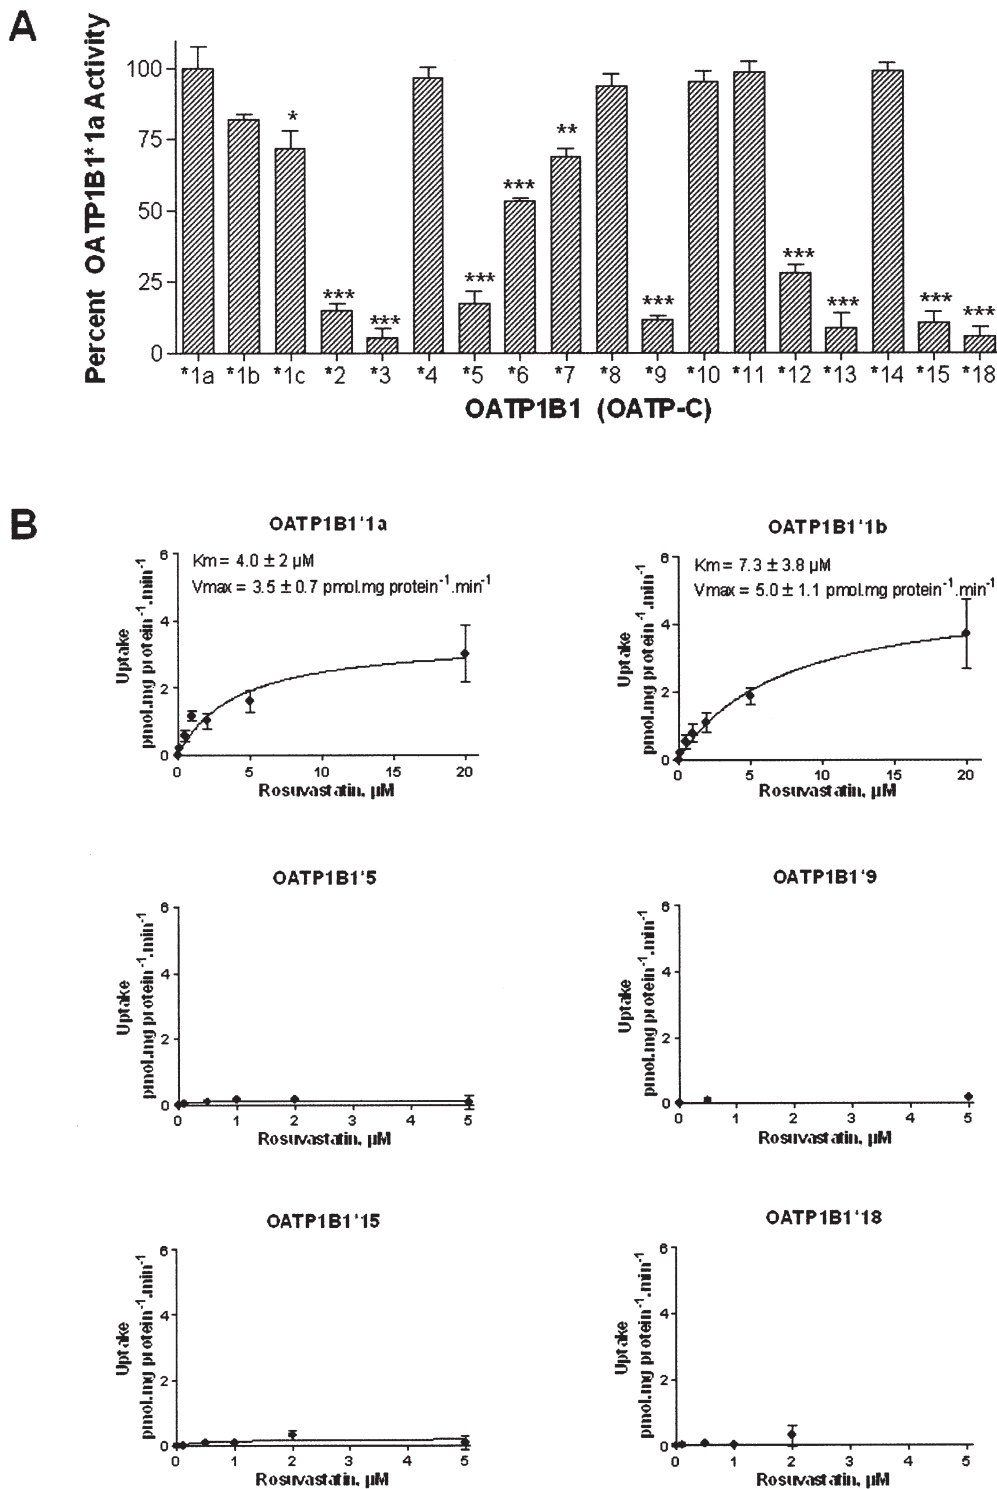 A
Percent OATP1B1*1a Activity
100
75
50
25
0
*
***
***
***
***
**
***
***
***
***
***
*1a *1b *1c *2 *3 *4 *5 *6 *7 *8 *9 *10 *11 *12 *13 *14 *15 *18
OATP1B1 (OATP-C)
B
OATP1B1*1a
Km = 4.0 ± 2 µM
Vmax = 3.5 ± 0.7 pmol.mg protein-1.min-1
Uptake
pmol.mg protein-1.min-1
6
4
2
0
0 5 10 15 20
Rosuvastatin, µM
OATP1B1*1b
Km = 7.3 ± 3.8 µM
Vmax = 5.0 ± 1.1 pmol.mg protein-1.min-1
Uptake
pmol.mg protein-1.min-1
6
4
2
0
0 5 10 15 20
Rosuvastatin, µM
OATP1B1*5
Uptake
pmol.mg protein-1.min-1
6
4
2
0
0 1 2 3 4 5
Rosuvastatin, µM
OATP1B1*9
Uptake
pmol.mg protein-1.min-1
6
4
2
0
0 1 2 3 4 5
Rosuvastatin, µM
OATP1B1*15
Uptake
pmol.mg protein-1.min-1
6
4
2
0
0 1 2 3 4 5
Rosuvastatin, µM
OATP1B1*18
Uptake
pmol.mg protein-1.min-1
6
4
2
0
0 1 2 3 4 5
Rosuvastatin, µM